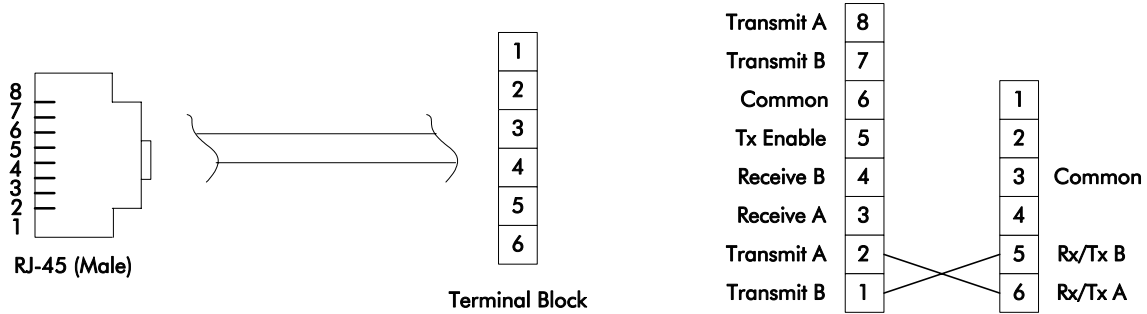 8
7
6
5
4
3
2
1
RJ-45 (Male)
1
2
3
4
5
6
Terminal Block
Transmit A 8
Transmit B 7
Common 6 1
Tx Enable 5 2
Receive B 4 3 Common
Receive A 3 4
Transmit A 2 5 Rx/Tx B
Transmit B 1 6 Rx/Tx A